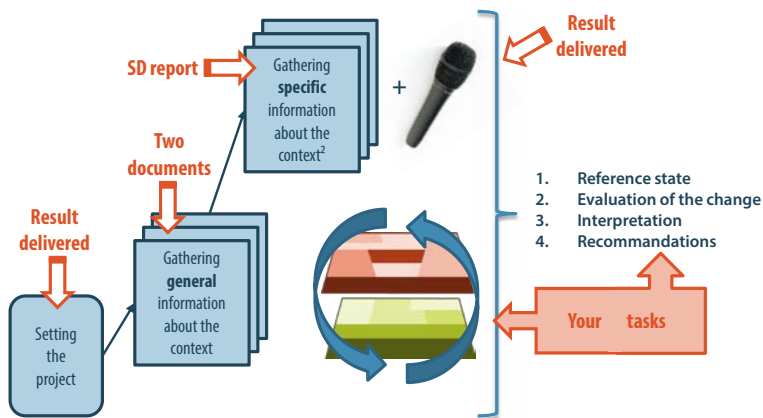 Result
delivered
SD report
Gathering
specific
information
about the
context²
+
Two
documents
1. Reference state
2. Evaluation of the change
3. Interpretation
4. Recommandations
Result
delivered
Gathering
general
information
about the
context
Setting
the
project
Your tasks